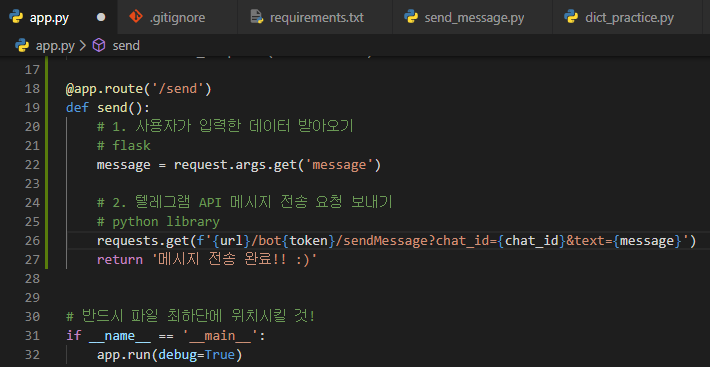 app.py ● .gitignore requirements.txt send_message.py dict_practice.py
app.py > send
17
18 @app.route('/send')
19 def send():
20 # 1. 사용자가 입력한 데이터 받아오기
21 # flask
22 message = request.args.get('message')
23
24 # 2. 텔레그램 API 메시지 전송 요청 보내기
25 # python library
26 requests.get(f'{url}/bot{token}/sendMessage?chat_id={chat_id}&text={message}')
27 return '메시지 전송 완료!! :)'
28
29
30 # 반드시 파일 최하단에 위치시킬 것!
31 if __name__ == '__main__':
32 app.run(debug=True)